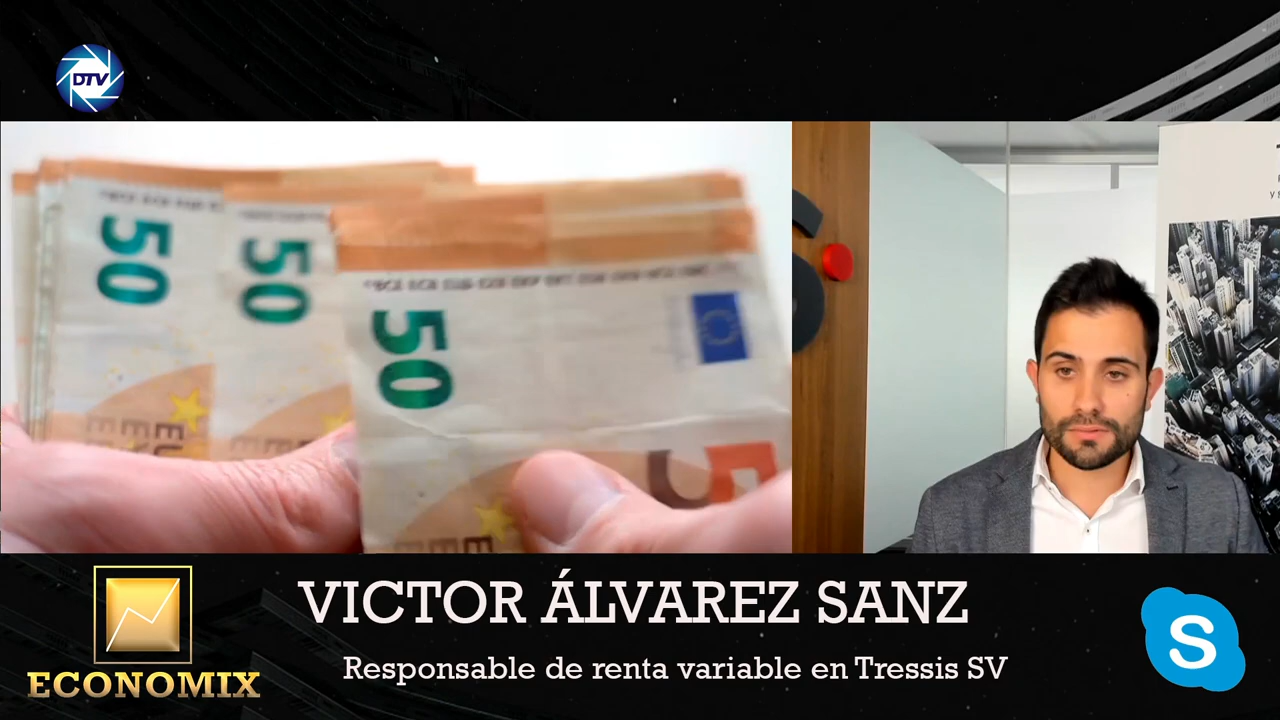 DTV
50
50
50
VICTOR ÁLVAREZ SANZ
Responsable de renta variable en Tressis SV
ECONOMIX
S